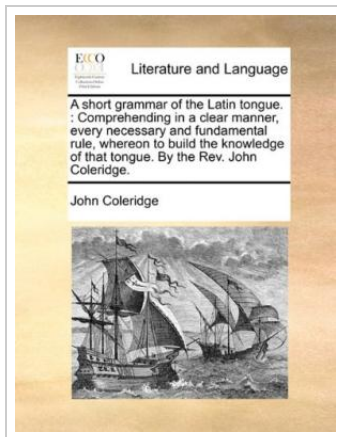 ECCO
Literature and Language
A short grammar of the Latin tongue.
: Comprehending in a clear manner,
every necessary and fundamental
rule, whereon to build the knowledge
of that tongue. By the Rev. John
Coleridge.
John Coleridge